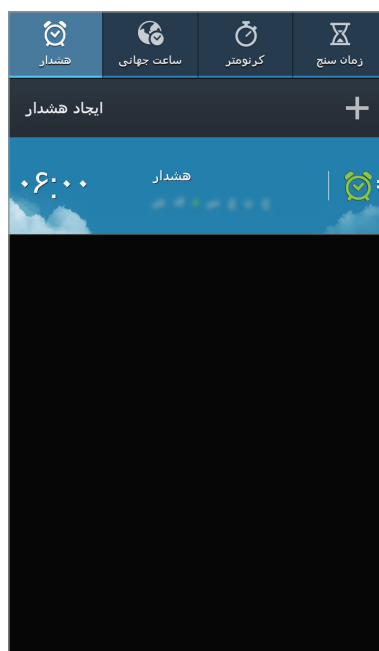 هشدار
ساعت جهانی
کرنومتر
زمان سنج
ایجاد هشدار
۰۶:۰۰
هشدار